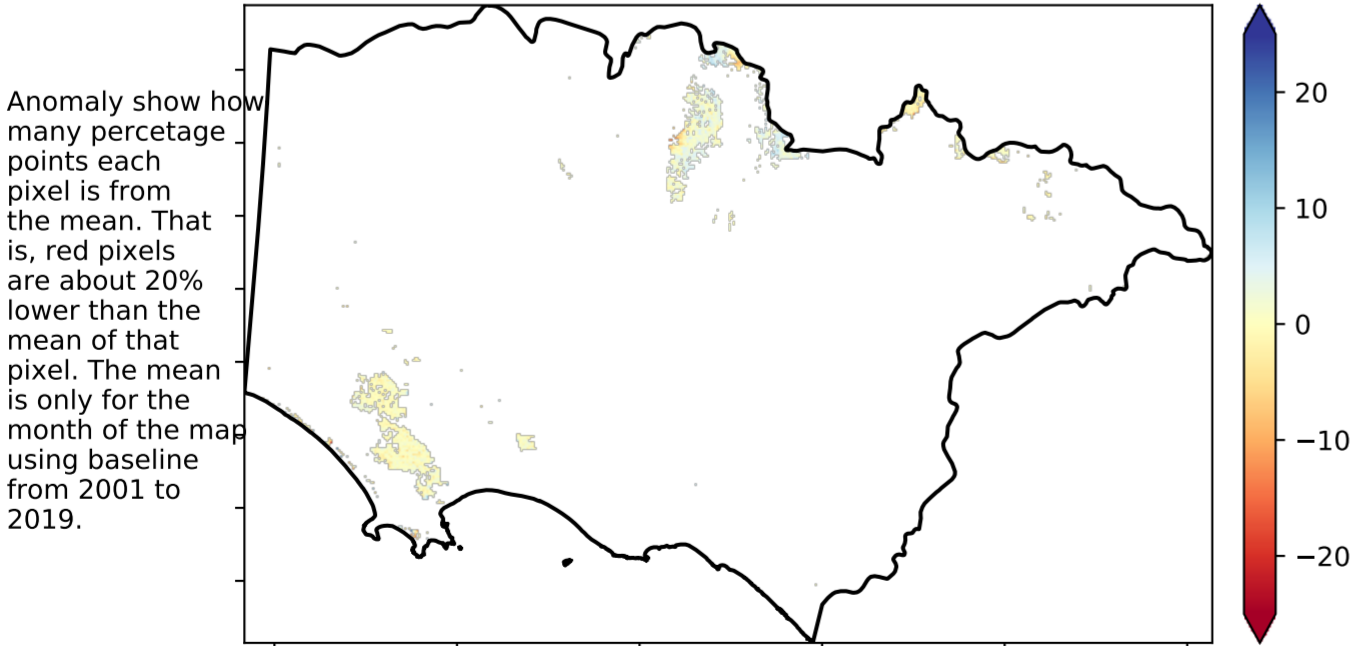 Anomaly show how
many percetage
points each
pixel is from
the mean. That
is, red pixels
are about 20%
lower than the
mean of that
pixel. The mean
is only for the
month of the map
using baseline
from 2001 to
2019.
20
10
0
−10
−20